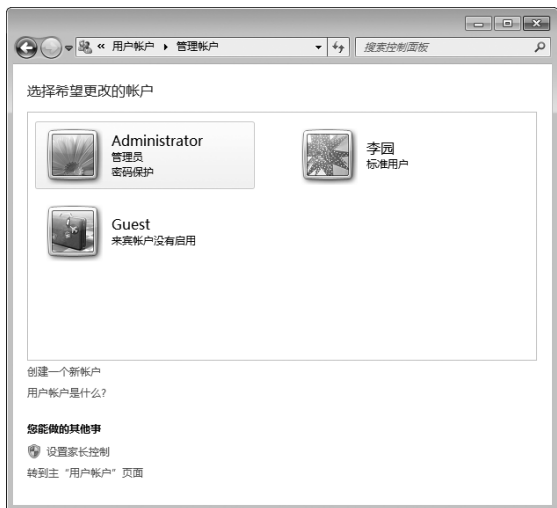 « 用户帐户 ▸ 管理帐户
搜索控制面板
选择希望更改的帐户
Administrator
管理员
密码保护
李园
标准用户
Guest
来宾帐户没有启用
创建一个新帐户
用户帐户是什么?
您能做的其他事
设置家长控制
转到主 "用户帐户" 页面